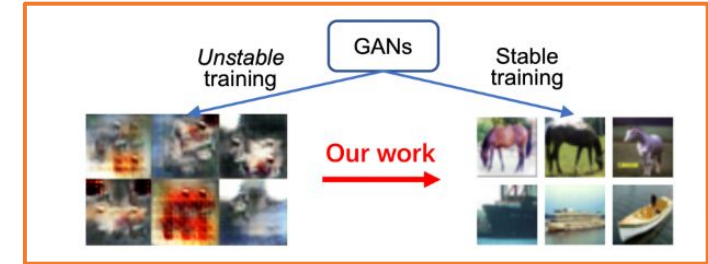 GANs
Unstable
training
Stable
training
Our work